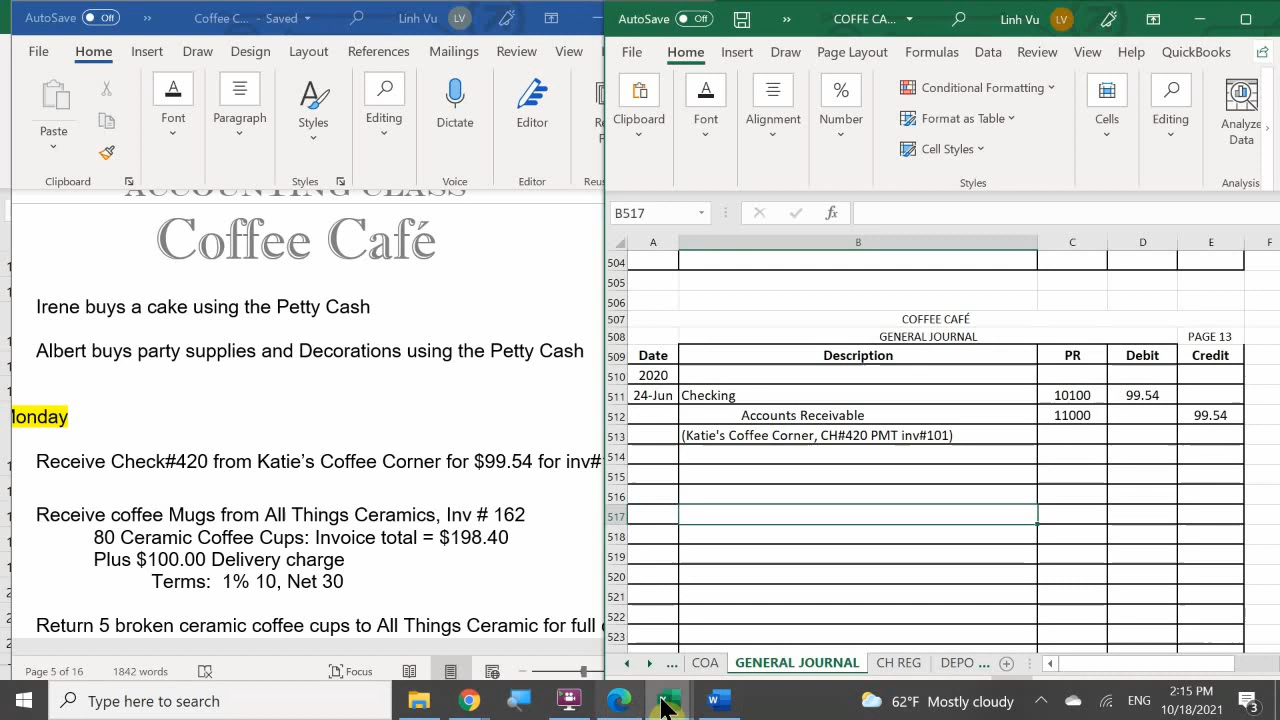 AutoSave Off Coffee C... - Saved Linh Vu LV
File Home Insert Draw Design Layout References Mailings Review View
Paste
Clipboard
Font
Paragraph
Styles
Styles
Editing
Dictate
Voice
Editor
Editor
ACCOUNTING CLASS
Coffee Café
Irene buys a cake using the Petty Cash
Albert buys party supplies and Decorations using the Petty Cash
Monday
Receive Check#420 from Katie's Coffee Corner for $99.54 for inv#
Receive coffee Mugs from All Things Ceramics, Inv # 162
80 Ceramic Coffee Cups: Invoice total = $198.40
Plus $100.00 Delivery charge
Terms: 1% 10, Net 30
Return 5 broken ceramic coffee cups to All Things Ceramic for full
Page 5 of 16 1842 words Focus
AutoSave Off COFFE CA... Linh Vu LV
File Home Insert Draw Page Layout Formulas Data Review View Help QuickBooks
Clipboard
Font
Alignment
Number
%
Conditional Formatting
Format as Table
Cell Styles
Styles
Cells
Editing
Analyze
Data
Analysis
B517 fx
A B C D E F
504
505
506
507 COFFEE CAFÉ
508 GENERAL JOURNAL PAGE 13
509 Date Description PR Debit Credit
510 2020
511 24-Jun Checking 10100 99.54
512 Accounts Receivable 11000 99.54
513 (Katie's Coffee Corner, CH#420 PMT inv#101)
514
515
516
517
518
519
520
521
522
523
... COA GENERAL JOURNAL CH REG DEPO ...
Type here to search
62°F Mostly cloudy ENG 2:15 PM
10/18/2021
3